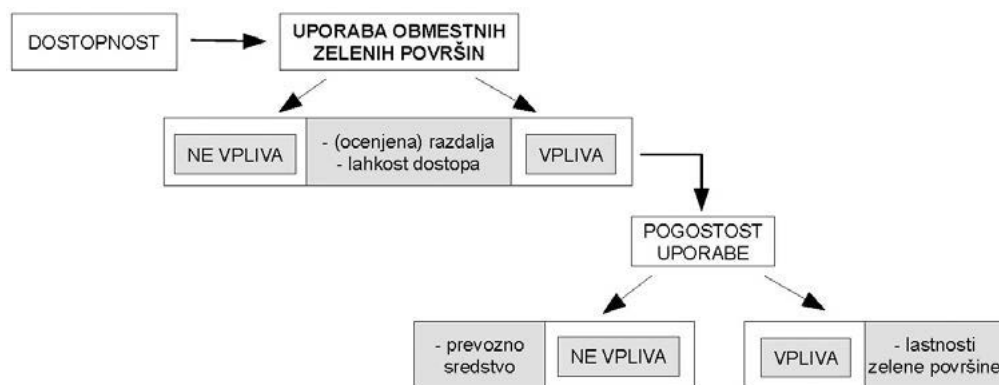 DOSTOPNOST
UPORABA OBMESTNIH
ZELENIH POVRŠIN
NE VPLIVA
- (ocenjena) razdalja
- lahkost dostopa
VPLIVA
POGOSTOST
UPORABE
- prevozno
sredstvo
NE VPLIVA
VPLIVA
- lastnosti
zelene površine